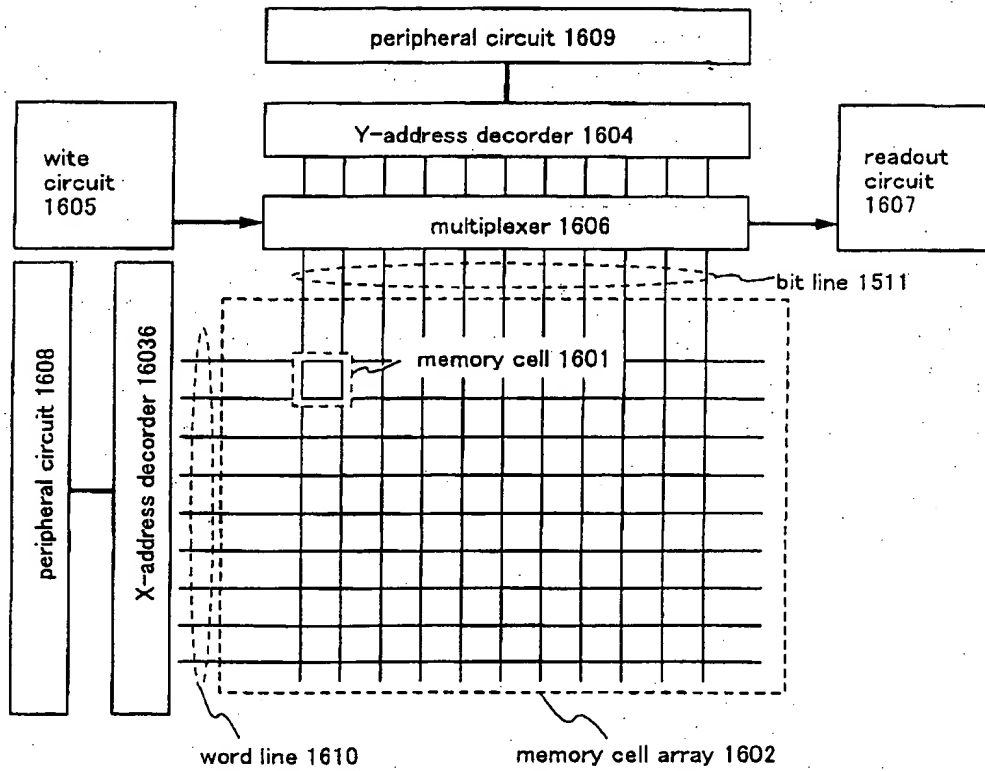 peripheral circuit 1609
Y-address decorder 1604
wite
circuit
1605
readout
circuit
1607
multiplexer 1606
bit line 1511
memory cell 1601
peripheral circuit 1608
X-address decorder 16036
word line 1610
memory cell array 1602